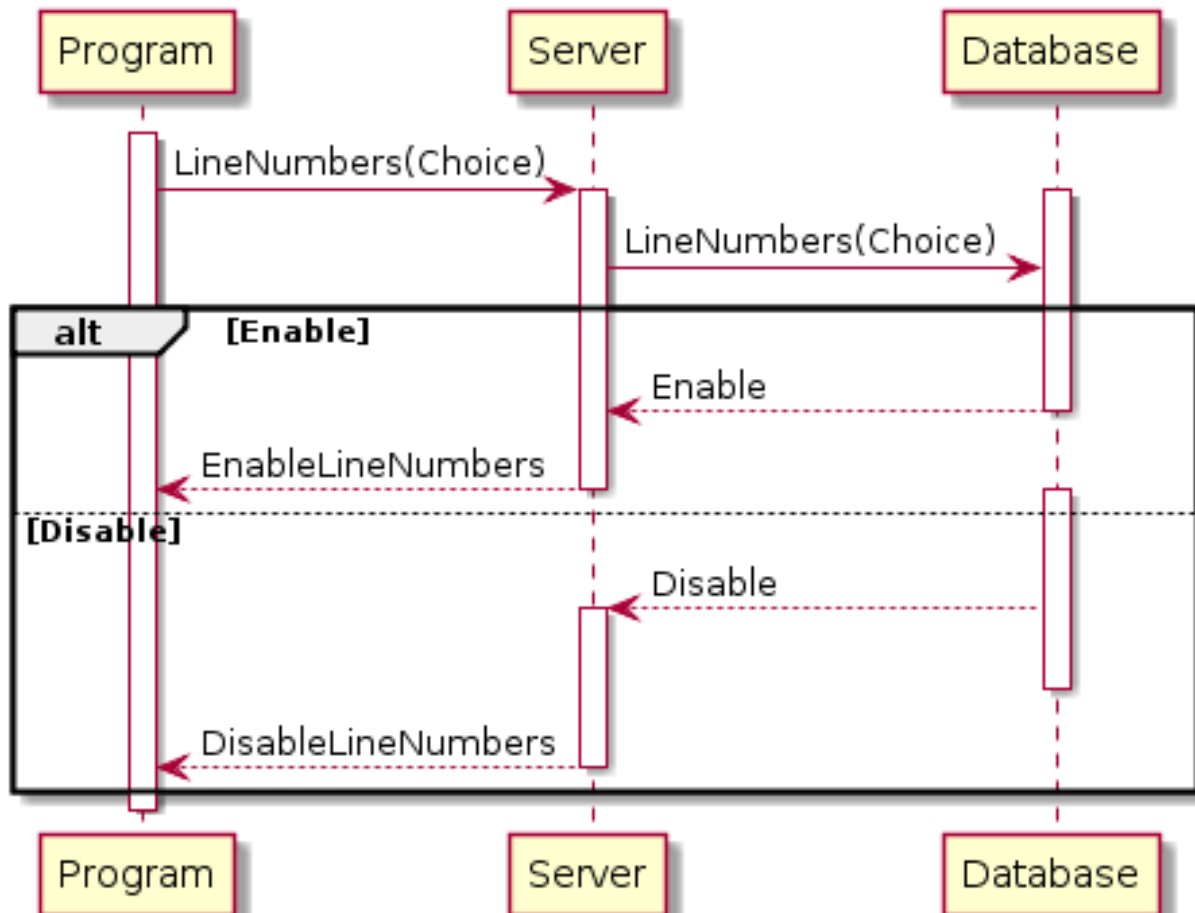 Program Server Database
LineNumbers(Choice)
LineNumbers(Choice)
alt [Enable]
Enable
EnableLineNumbers
[Disable]
Disable
DisableLineNumbers
Program Server Database